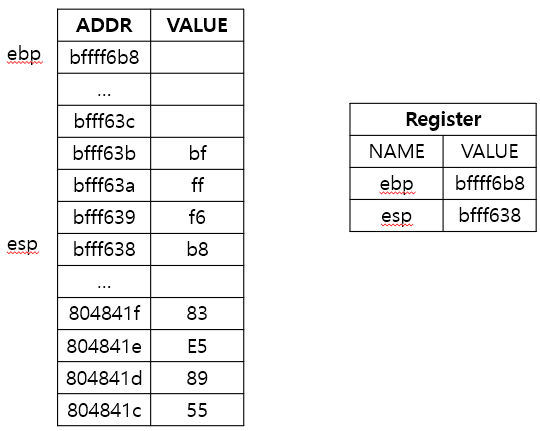 ADDR VALUE
ebp bffff6b8
...
bfff63c
bfff63b bf
bfff63a ff
bfff639 f6
esp bfff638 b8
...
804841f 83
804841e E5
804841d 89
804841c 55
Register
NAME VALUE
ebp bffff6b8
esp bfff638